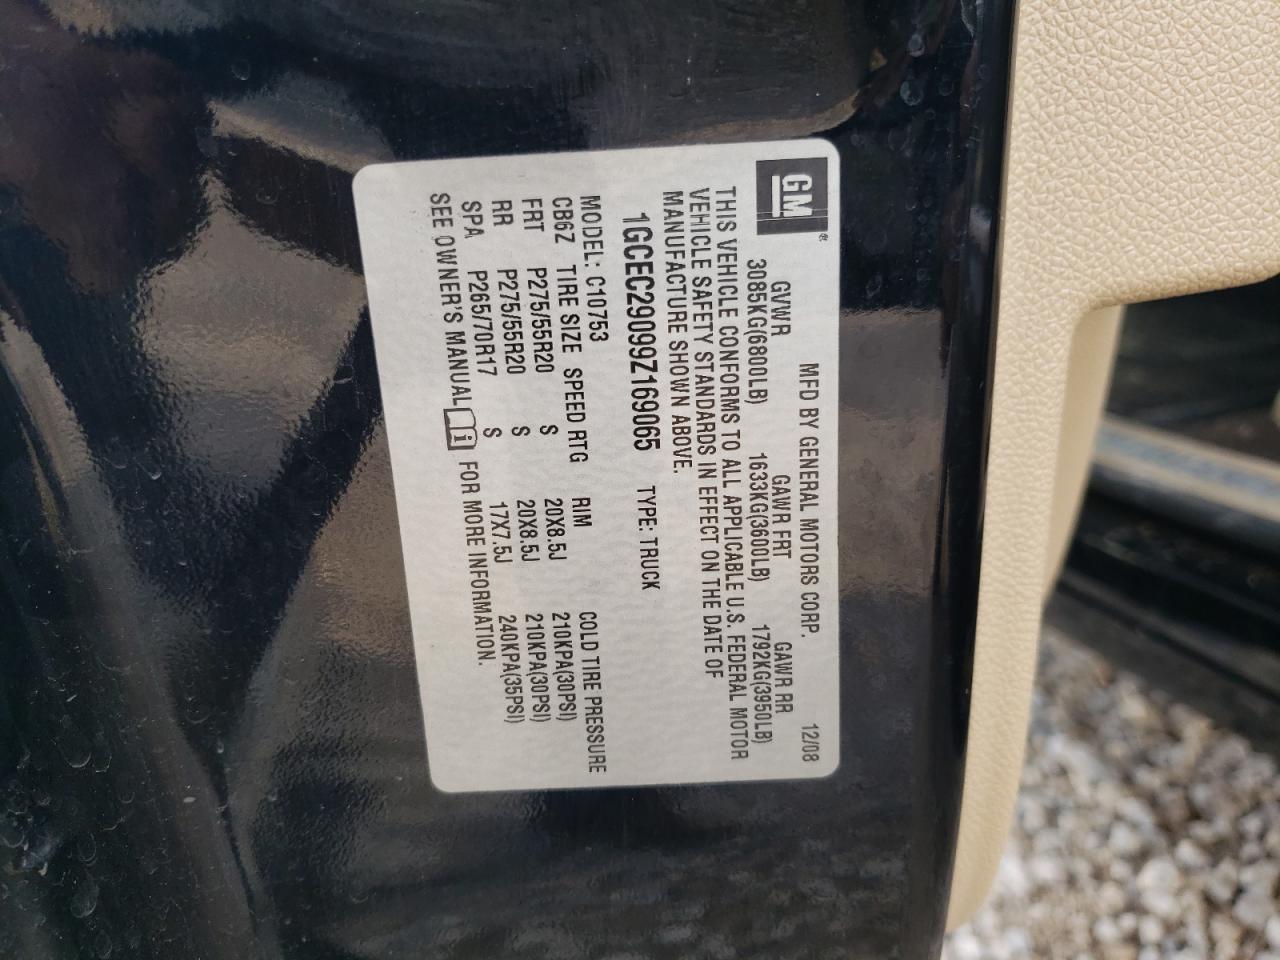 GM®
MFD BY GENERAL MOTORS CORP. 12/08
GVWR GAWR FRT GAWR RR
3085KG(6800LB) 1633KG(3600LB) 1792KG(3950LB)
THIS VEHICLE CONFORMS TO ALL APPLICABLE U.S. FEDERAL MOTOR
VEHICLE SAFETY STANDARDS IN EFFECT ON THE DATE OF
MANUFACTURE SHOWN ABOVE.
1GCEC29099Z169065 TYPE: TRUCK
MODEL: C10753
CB6Z TIRE SIZE SPEED RTG RIM COLD TIRE PRESSURE
FRT P275/55R20 S 20X8.5J 210KPA(30PSI)
RR P275/55R20 S 20X8.5J 210KPA(30PSI)
SPA P265/70R17 S 17X7.5J 240KPA(35PSI)
SEE OWNER'S MANUAL i FOR MORE INFORMATION.